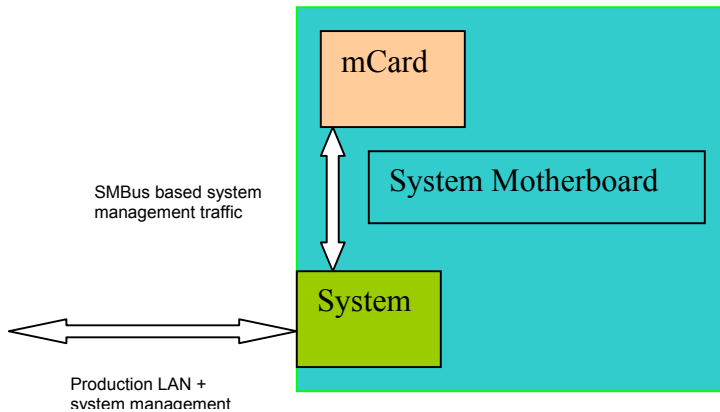 mCard
SMBus based system
management traffic
System Motherboard
System
Production LAN +
system management